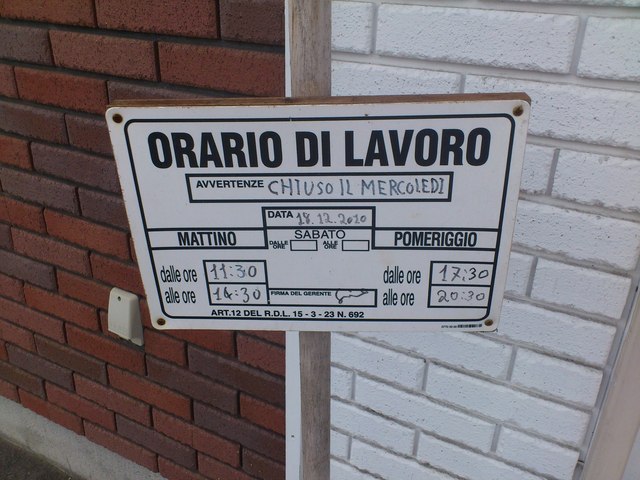 ORARIO DI LAVORO
AVVERTENZE CHIUSO IL MERCOLEDI
DATA 18.12.2010
MATTINO
SABATO
DALLE ORE
ALLE ORE
POMERIGGIO
dalle ore 11:30
alle ore 14:30
FIRMA DEL GERENTE
dalle ore 17:30
alle ore 20:30
ART.12 DEL R.D.L. 15 - 3 - 23 N. 692